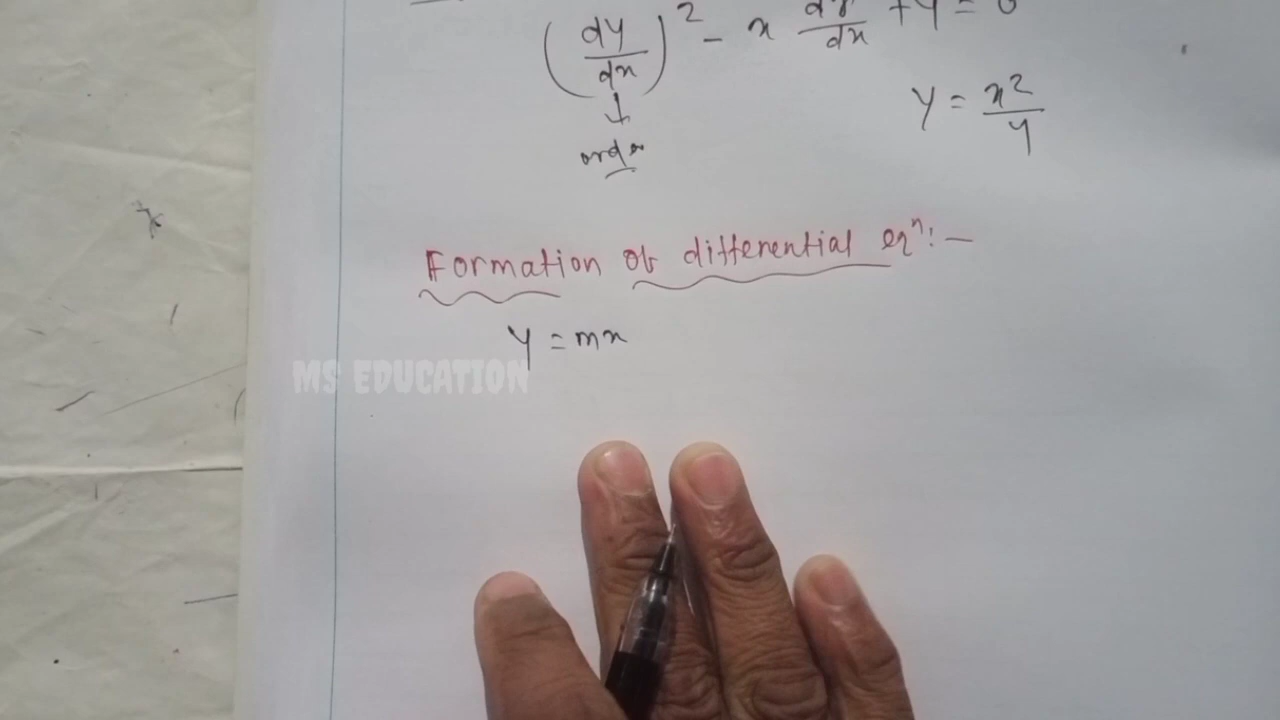 (dy/dx)² - x dy/dx + y = 0
y = x²/4
order
Formation of differential eqⁿ: —
y = mx
MS EDUCATION